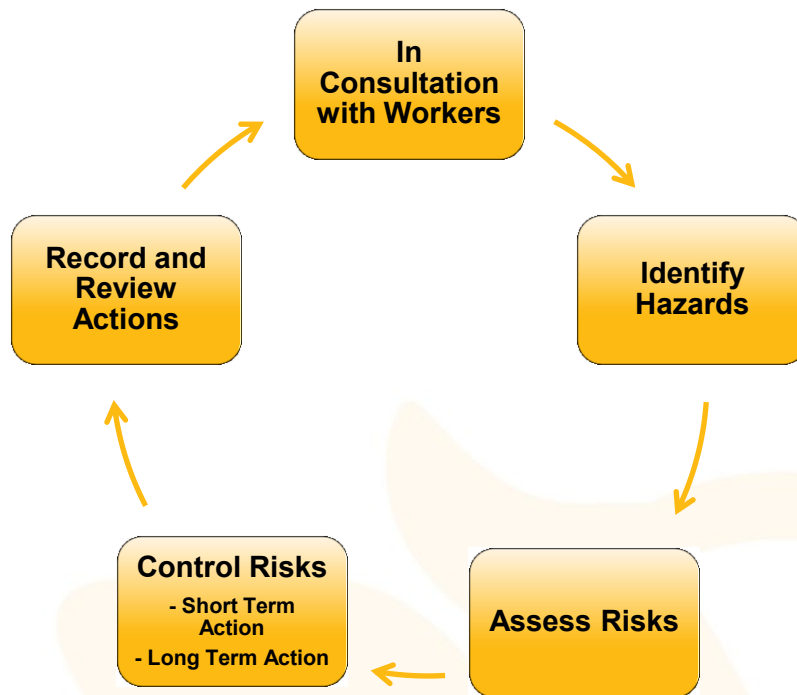 In
Consultation
with Workers
Identify
Hazards
Assess Risks
Control Risks
- Short Term
Action
- Long Term Action
Record and
Review
Actions